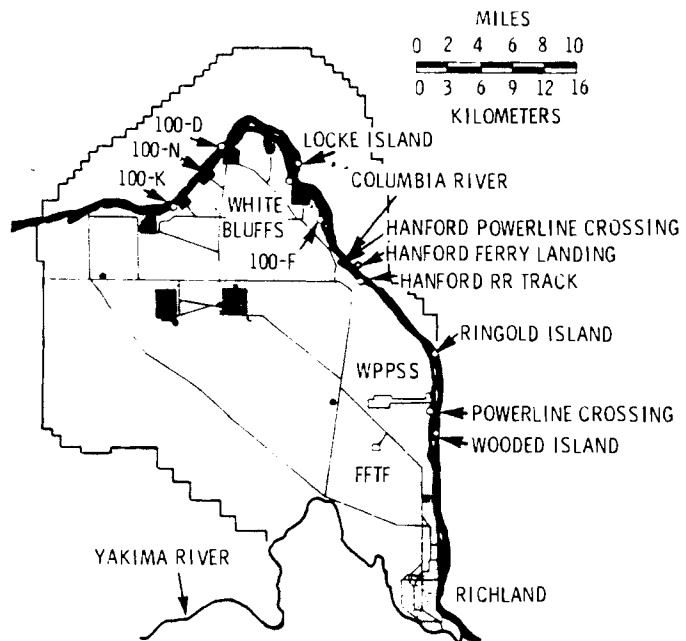 MILES
0 2 4 6 8 10
0 3 6 9 12 16
KILOMETERS
100-D
LOCKE ISLAND
100-N
COLUMBIA RIVER
100-K
WHITE
BLUFFS
HANFORD POWERLINE CROSSING
HANFORD FERRY LANDING
100-F
HANFORD RR TRACK
RINGOLD ISLAND
WPPSS
POWERLINE CROSSING
WOODED ISLAND
FFTF
YAKIMA RIVER
RICHLAND